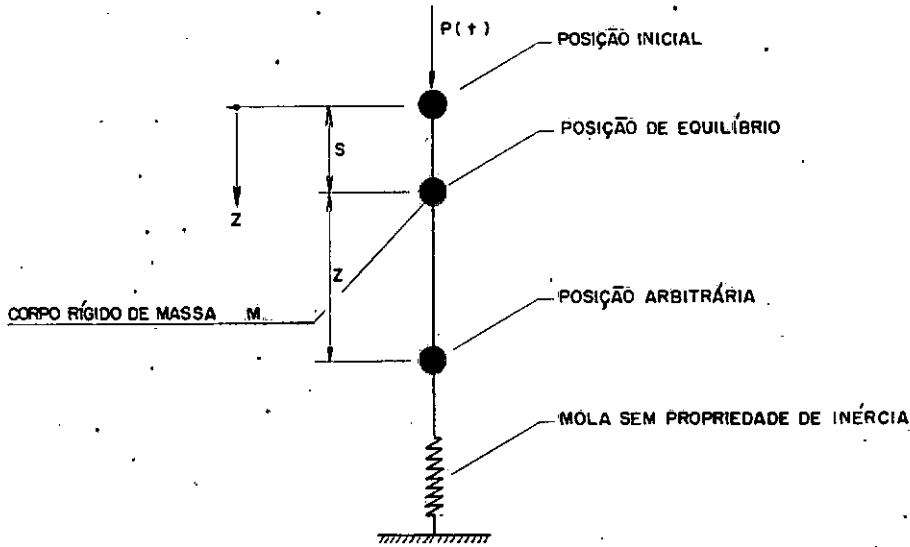 P(t)
POSIÇÃO INICIAL
POSIÇÃO DE EQUILÍBRIO
S
Z
Z
CORPO RÍGIDO DE MASSA M
POSIÇÃO ARBITRÁRIA
MOLA SEM PROPRIEDADE DE INÉRCIA